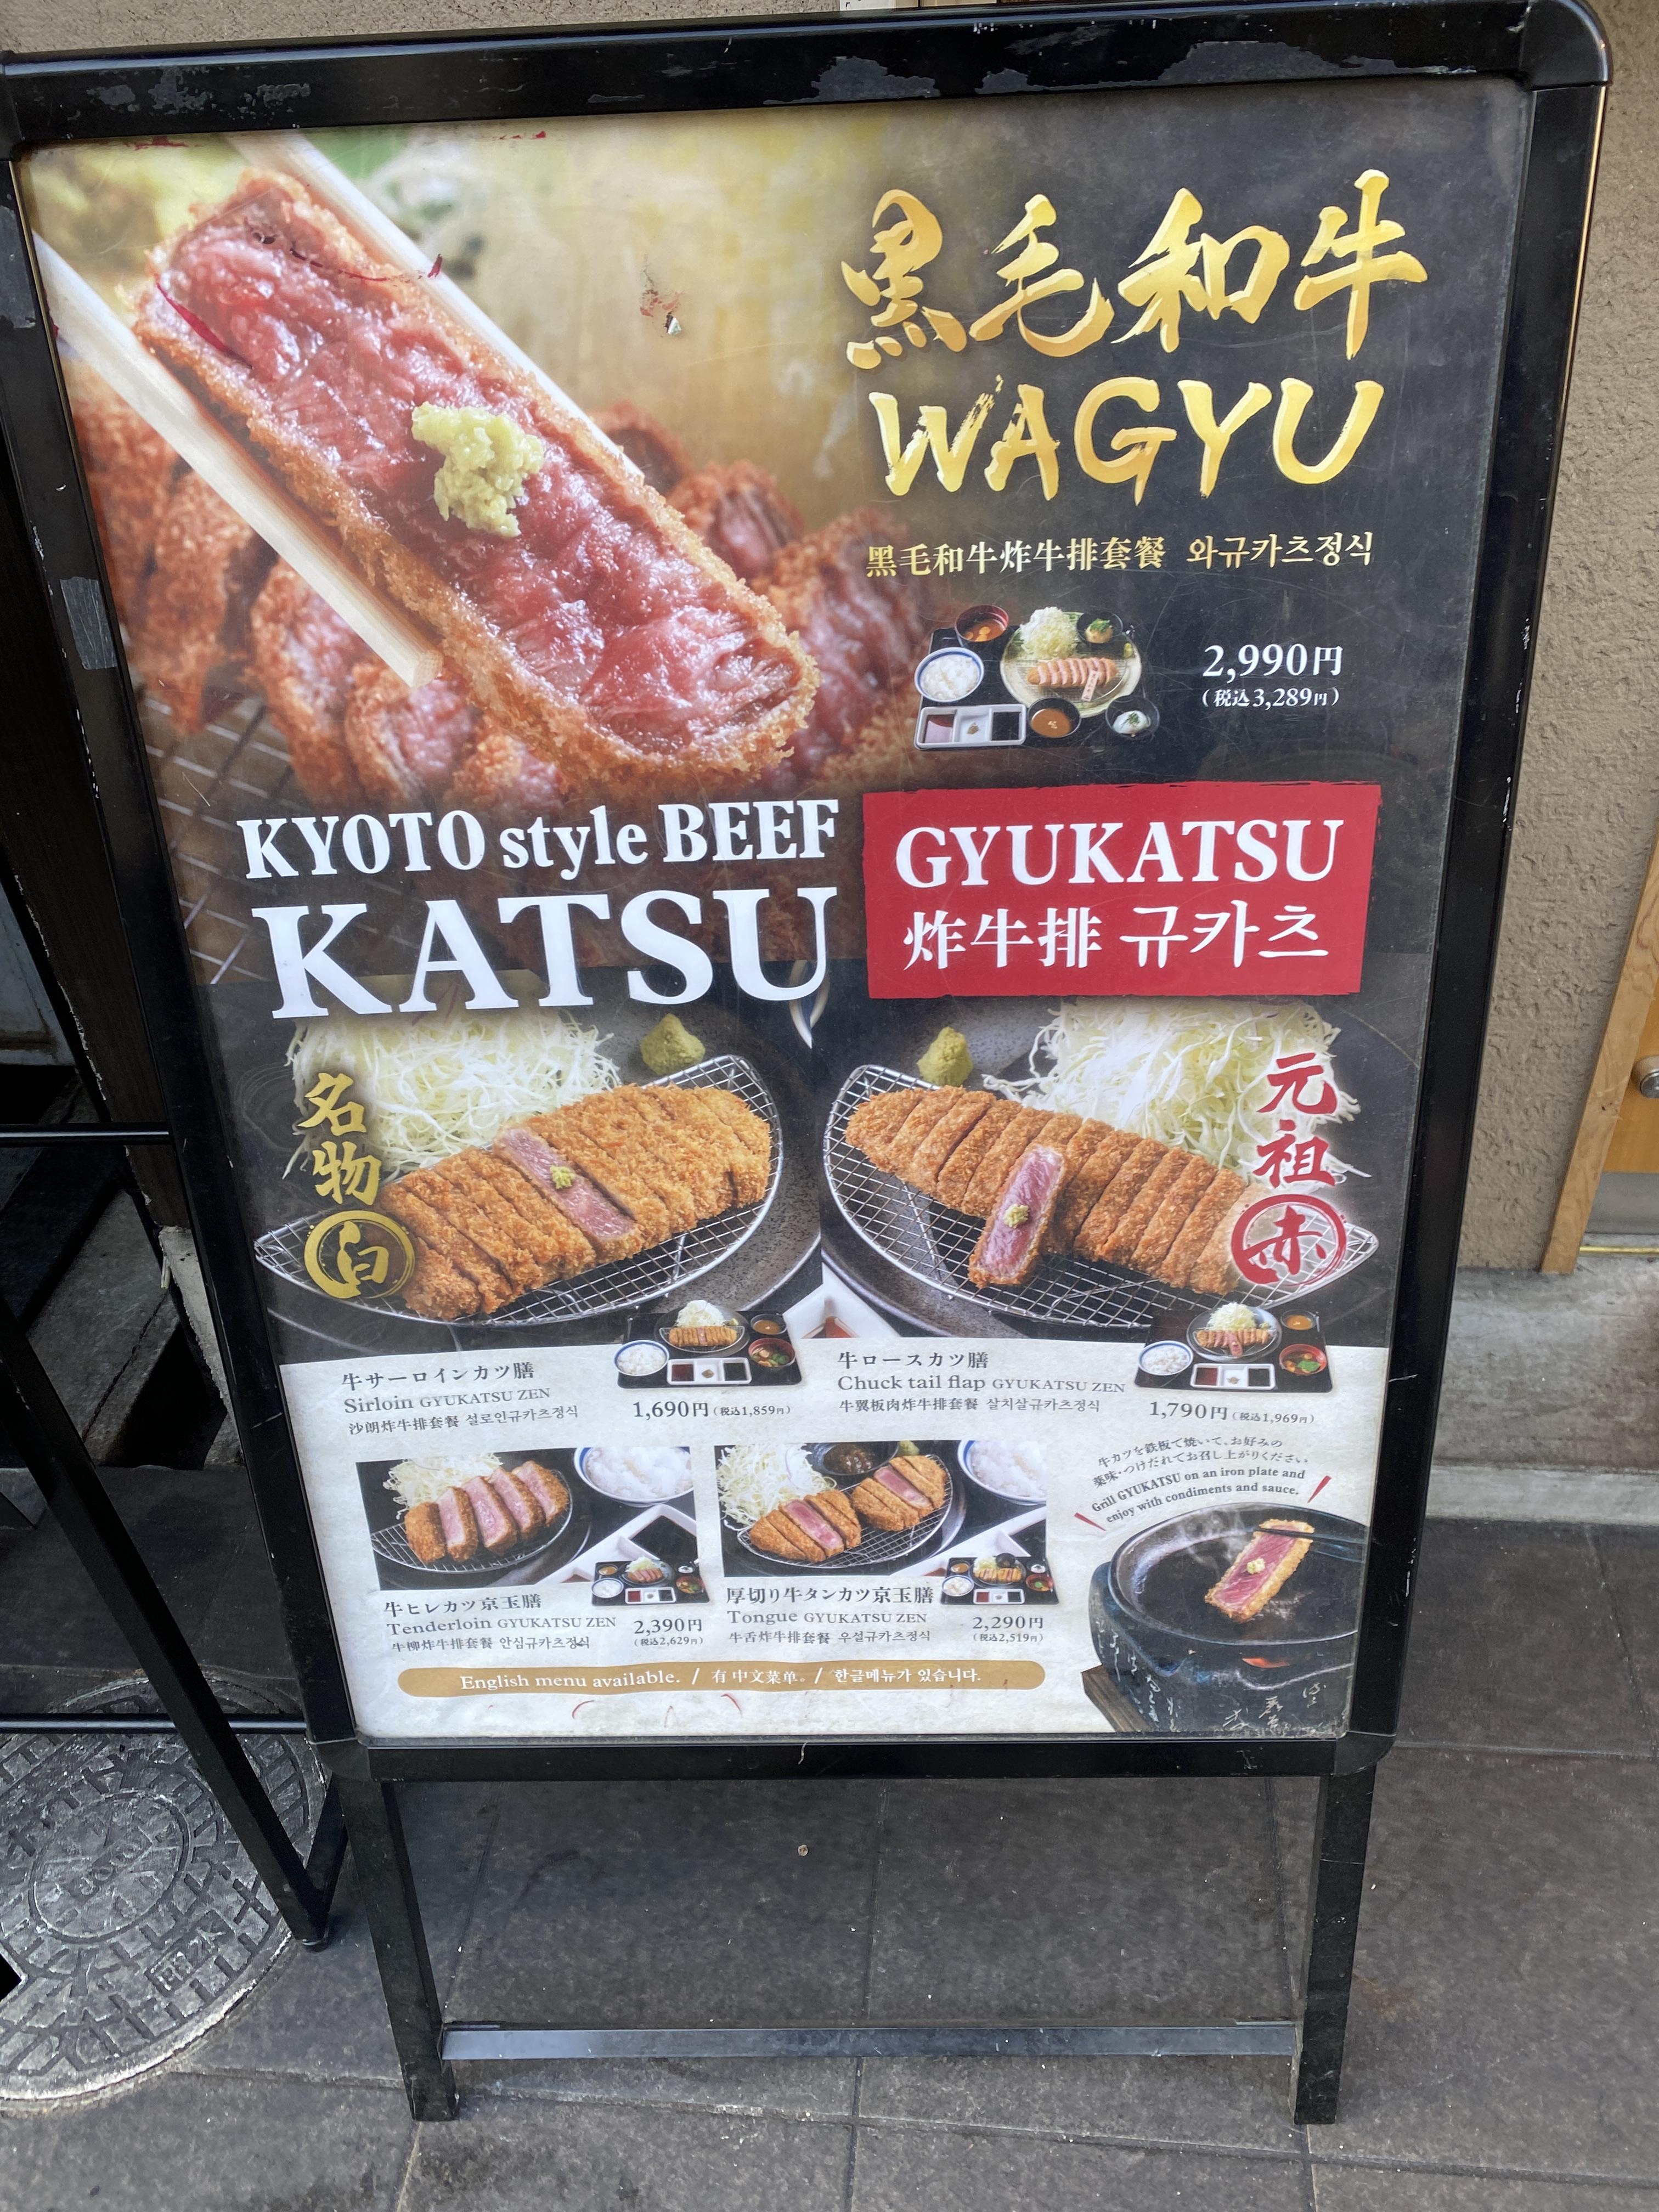 黒毛和牛
WAGYU
黑毛和牛炸牛排套餐 와규카츠정식
2,990円
(税込3,289円)
KYOTO style BEEF
KATSU
GYUKATSU
炸牛排 규카츠
名物
白
元祖
赤
牛サーロインカツ膳
Sirloin GYUKATSU ZEN
沙朗炸牛排套餐 설로인규카츠정식
1,690円(税込1,859円)
牛ロースカツ膳
Chuck tail flap GYUKATSU ZEN
牛翼板肉炸牛排套餐 살치살규카츠정식
1,790円(税込1,969円)
牛カツを鉄板で焼いて、お好みの
薬味・つけだれでお召し上がりください。
Grill GYUKATSU on an iron plate and
enjoy with condiments and sauce.
牛ヒレカツ京玉膳
Tenderloin GYUKATSU ZEN
牛柳炸牛排套餐 안심규카츠정식
2,390円
(税込2,629円)
厚切り牛タンカツ京玉膳
Tongue GYUKATSU ZEN
牛舌炸牛排套餐 우설규카츠정식
2,290円
(税込2,519円)
English menu available. / 有中文菜单。/ 한글메뉴가 있습니다.